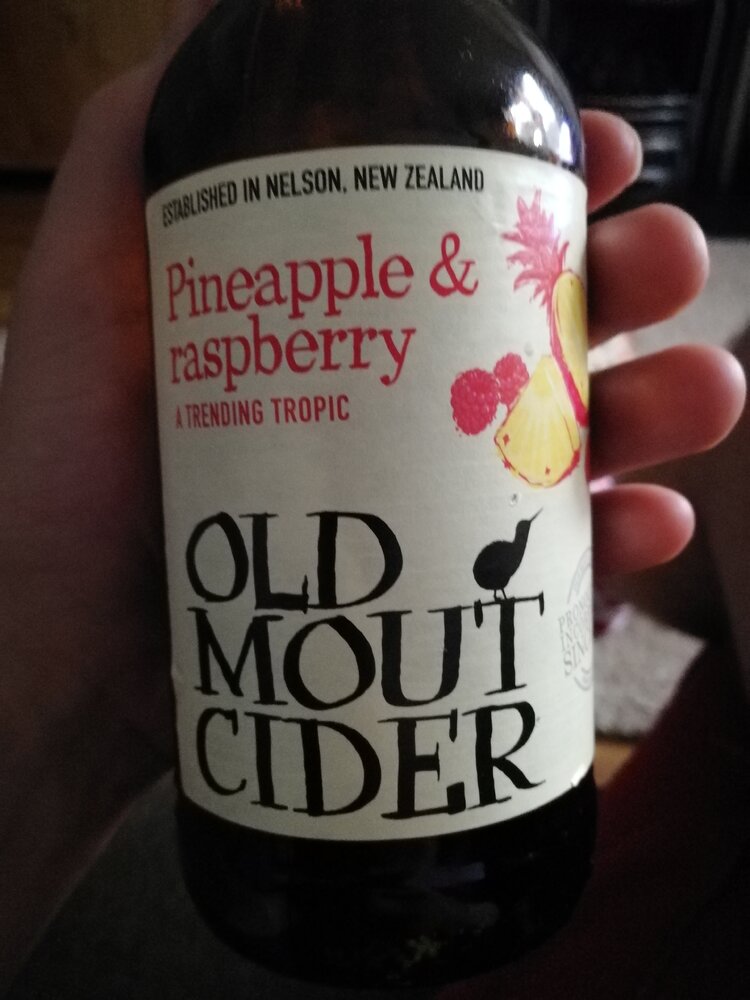 ESTABLISHED IN NELSON, NEW ZEALAND
Pineapple &
raspberry
A TRENDING TROPIC
OLD
MOUT
CIDER